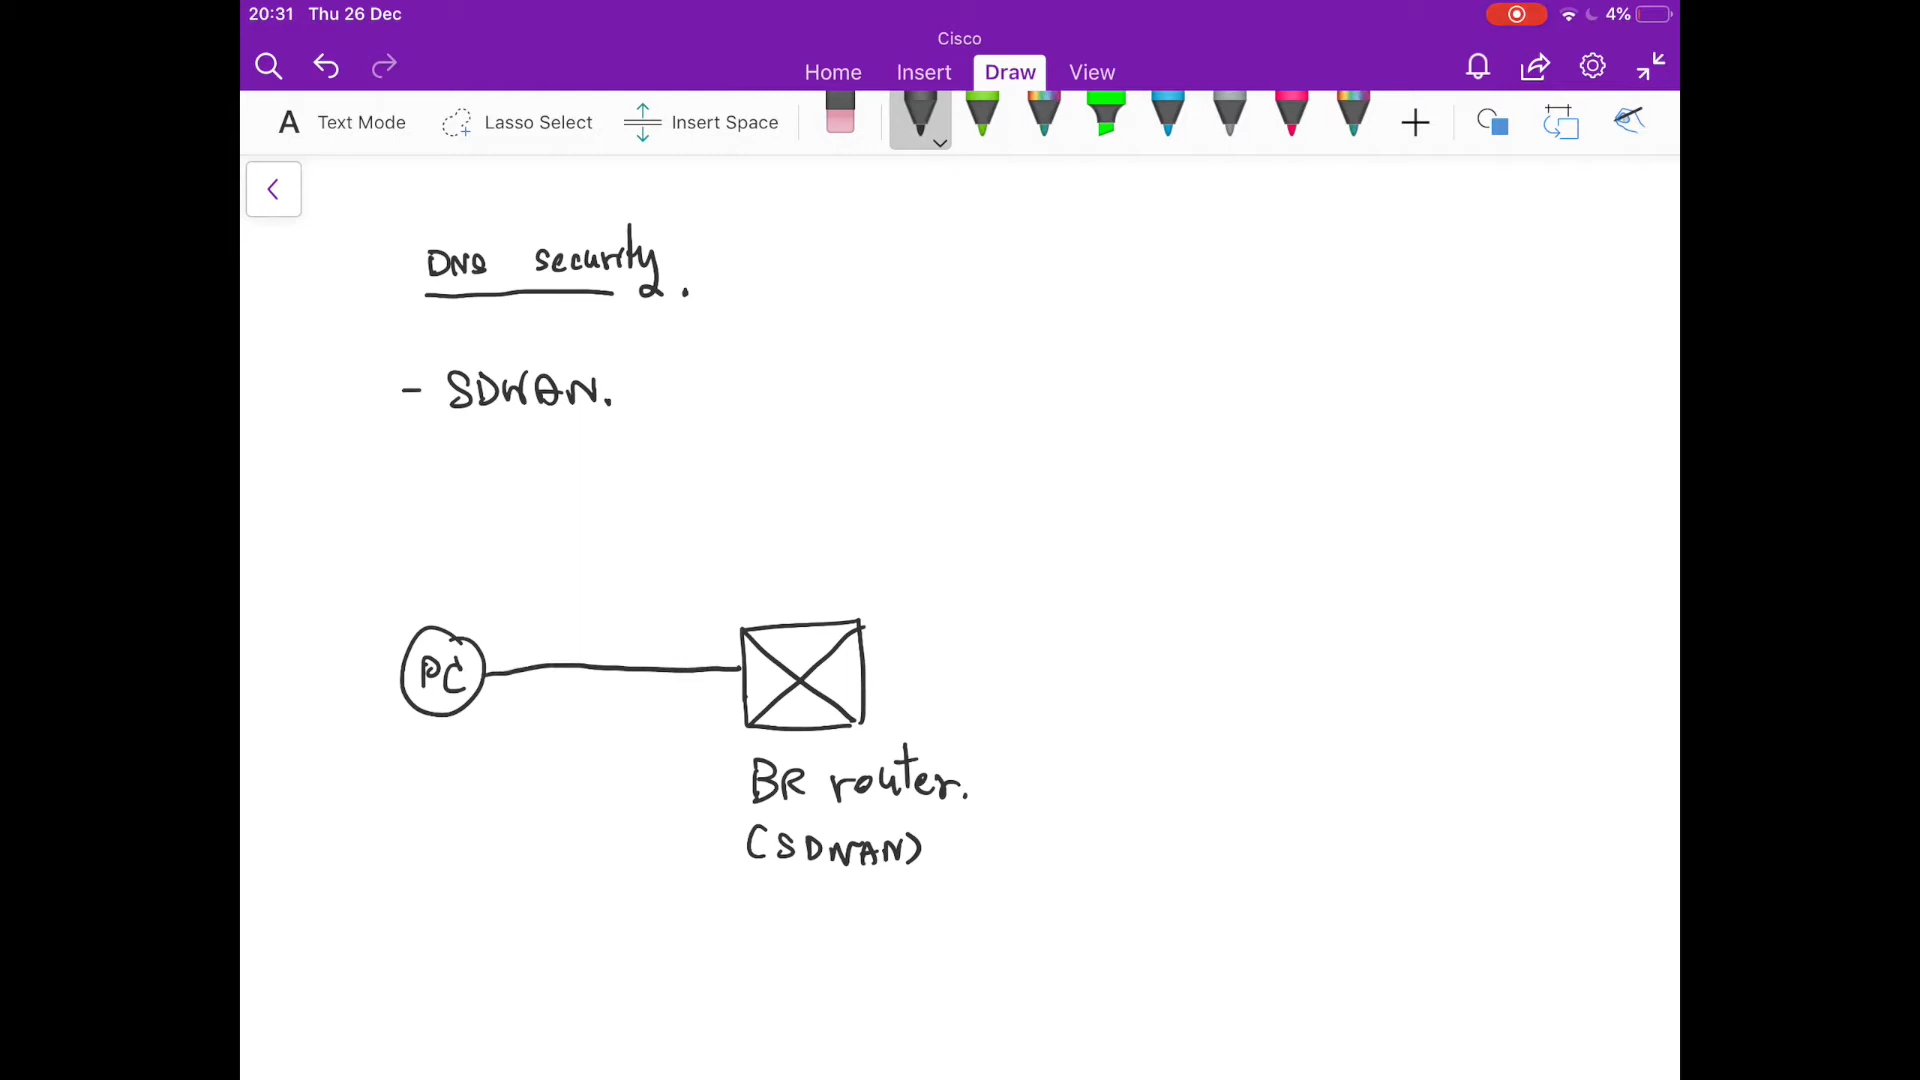 20:31 Thu 26 Dec 4%
Cisco
Home Insert Draw View
A Text Mode Lasso Select Insert Space
DNS security.
- SDWAN.
PC
BR router.
(SDWAN)